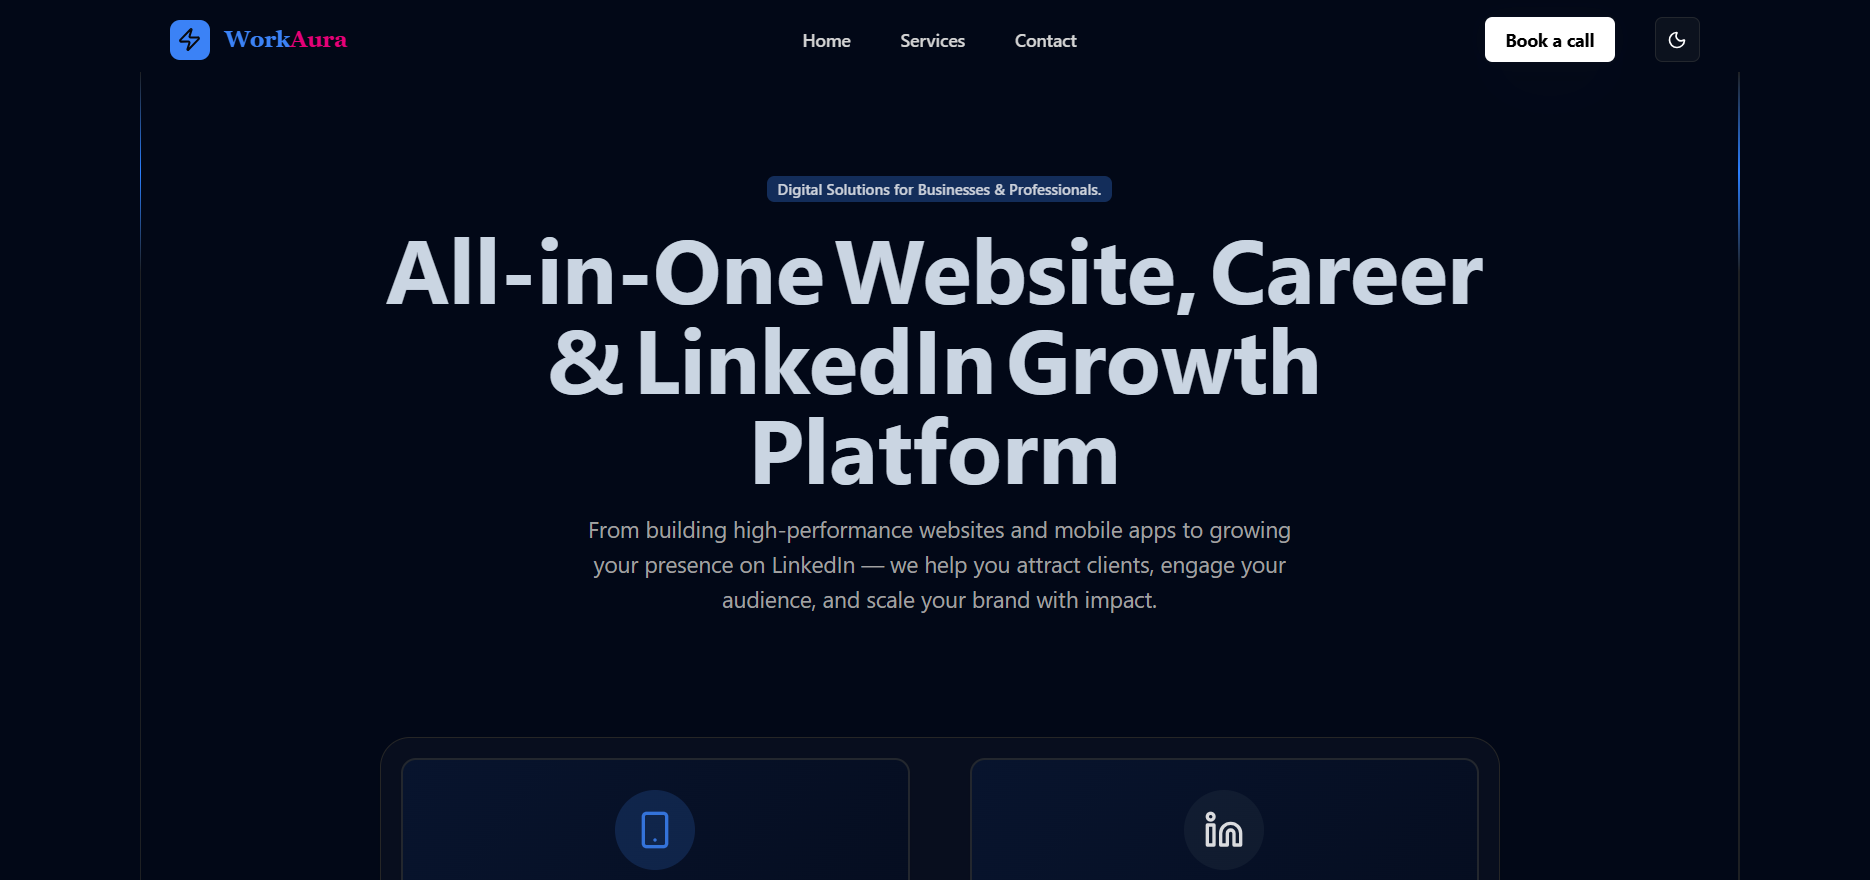 WorkAura
Home
Services
Contact
Book a call
Digital Solutions for Businesses & Professionals.
All-in-One Website, Career
& LinkedIn Growth
Platform
From building high-performance websites and mobile apps to growing
your presence on LinkedIn — we help you attract clients, engage your
audience, and scale your brand with impact.
in